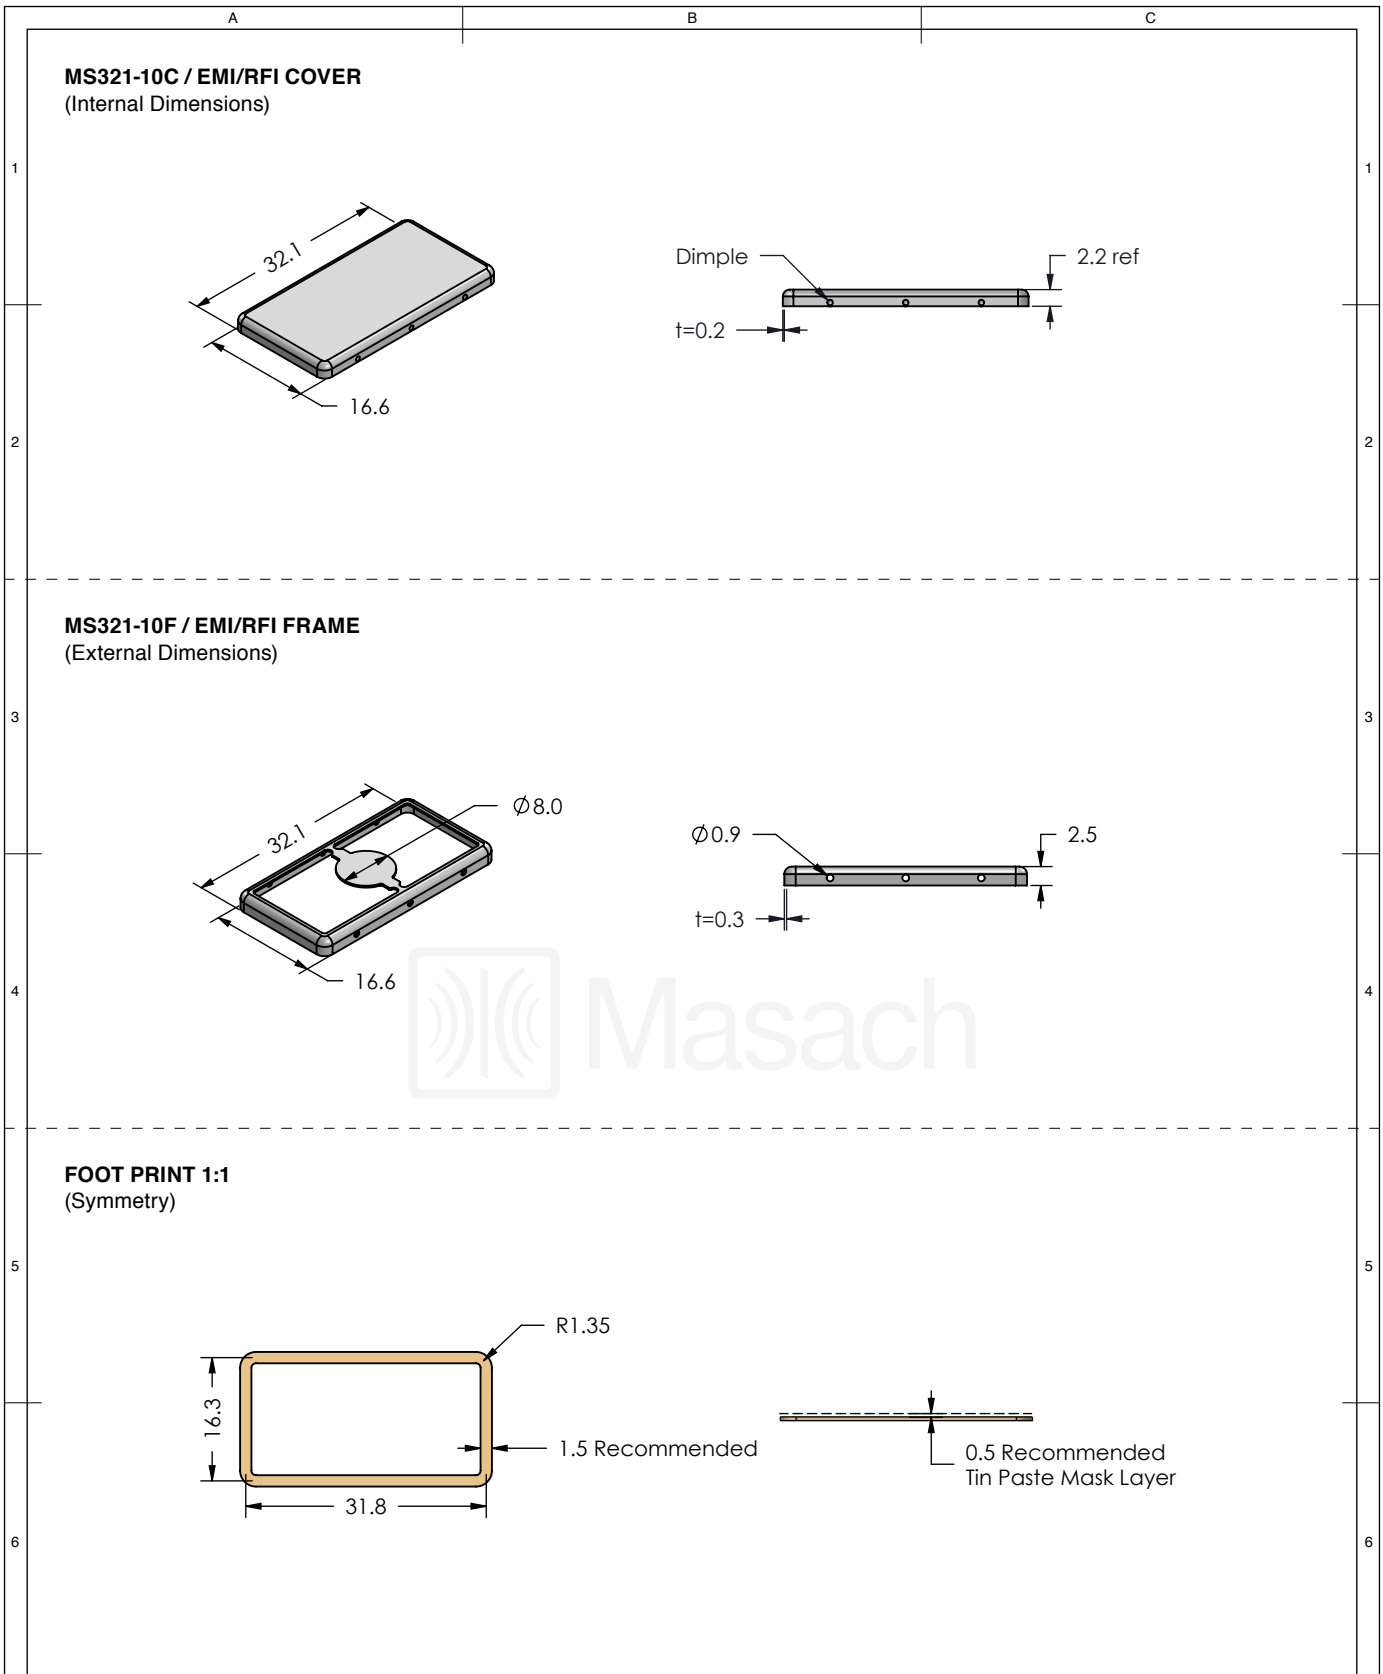 A
B
C
MS321-10C / EMI/RFI COVER
(Internal Dimensions)
1
1
32.1
16.6
Dimple
2.2 ref
t=0.2
2
2
MS321-10F / EMI/RFI FRAME
(External Dimensions)
3
3
32.1
Ø8.0
16.6
Ø0.9
2.5
t=0.3
Masach
4
4
FOOT PRINT 1:1
(Symmetry)
5
5
R1.35
16.3
1.5 Recommended
31.8
0.5 Recommended
Tin Paste Mask Layer
6
6